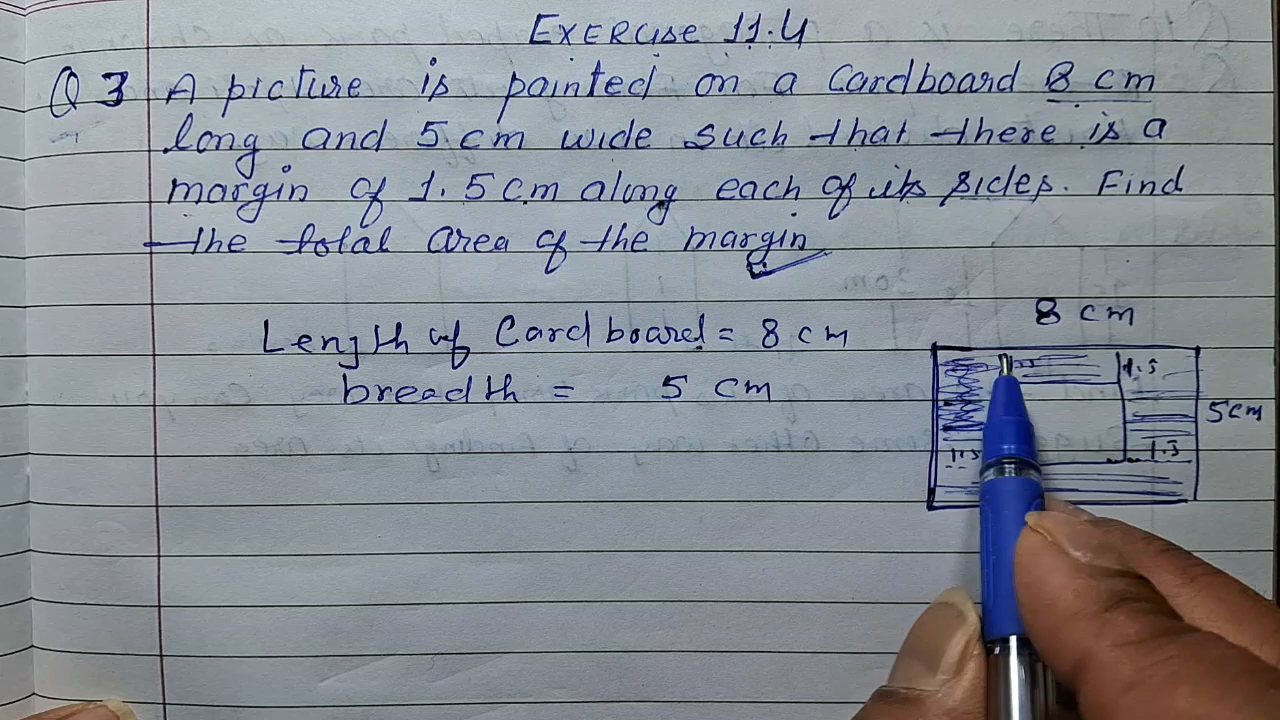 EXERCISE 11.4
Q 3 A picture is painted on a Cardboard 8 cm
long and 5 cm wide such that there is a
margin of 1.5 cm along each of its sides. Find
the total area of the margin
Length of Cardboard = 8 cm
breadth = 5 cm
8 cm
1.5
5cm
1.5
1.5